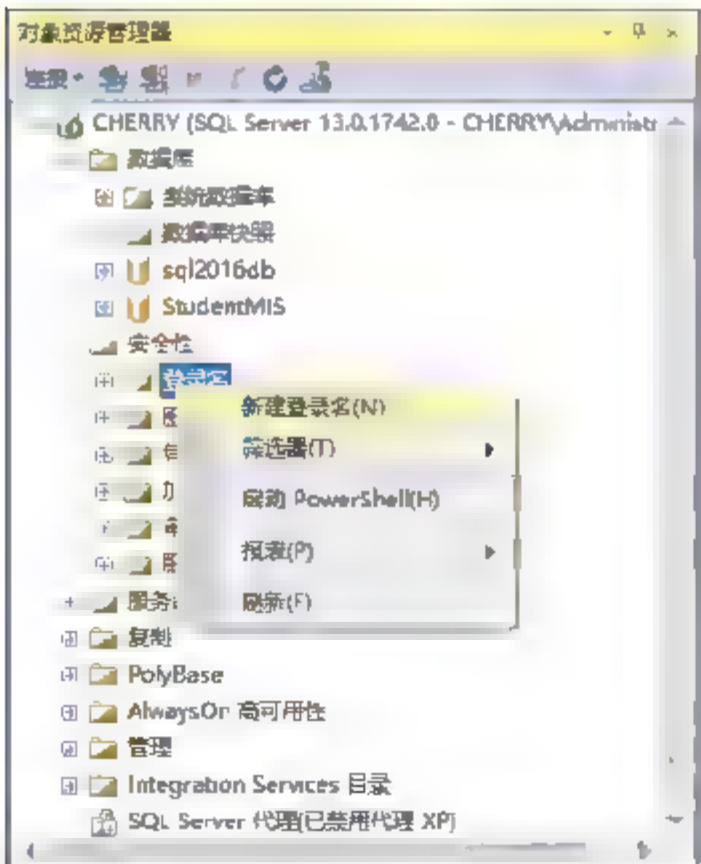 对象资源管理器
连接
CHERRY (SQL Server 13.0.1742.0 - CHERRY\Administr
数据库
系统数据库
数据库快照
sql2016db
StudentMIS
安全性
登录名
新建登录名(N)
筛选器(T)
启动 PowerShell(H)
报表(P)
刷新(F)
服务
复制
PolyBase
AlwaysOn 高可用性
管理
Integration Services 目录
SQL Server 代理(已禁用代理 XP)